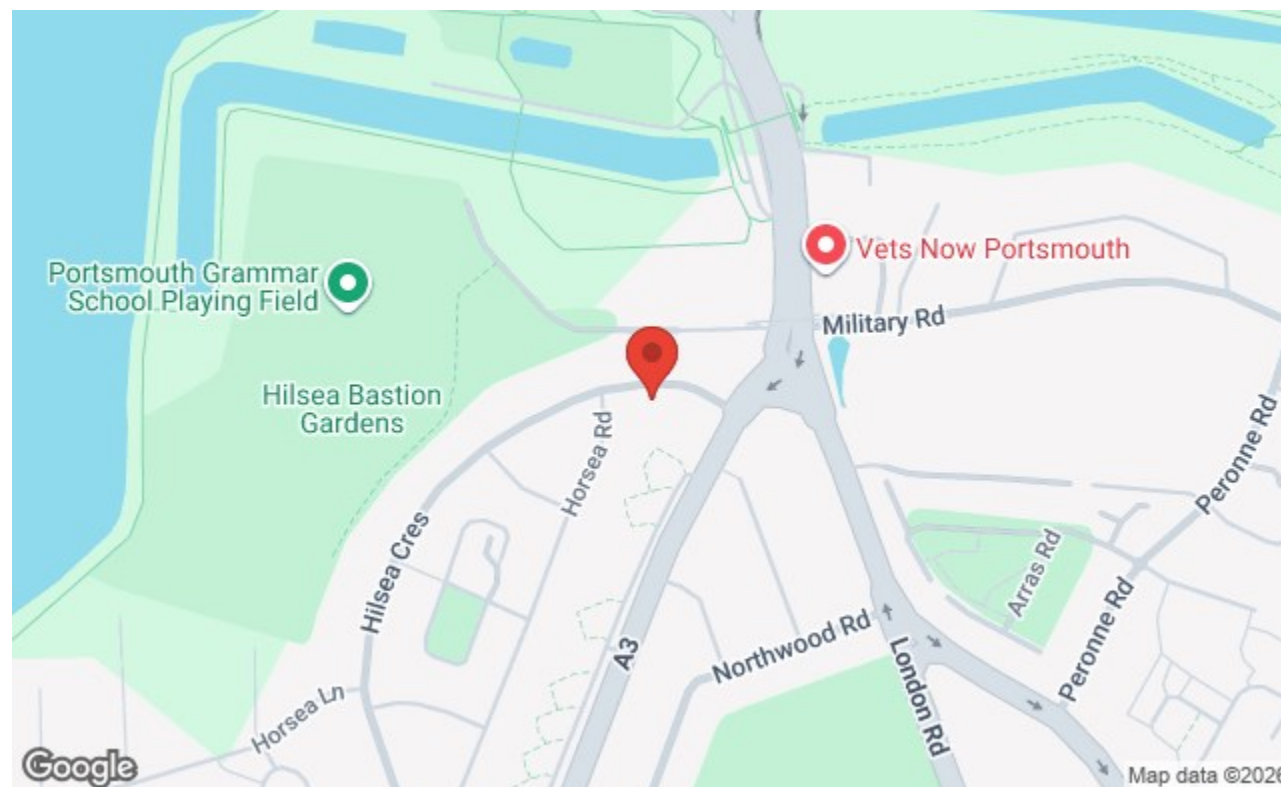 Portsmouth Grammar
School Playing Field
Vets Now Portsmouth
Military Rd
Hilsea Bastion
Gardens
Horsea Rd
Peronne Rd
Hilsea Cres
Arras Rd
A3
Northwood Rd
Peronne Rd
London Rd
Horsea Ln
Google
Map data ©2026